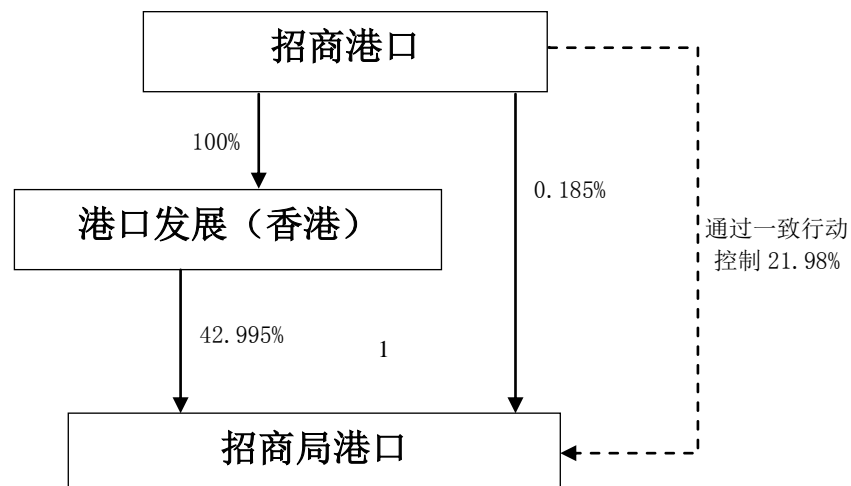 招商港口
100%
0.185%
港口发展（香港）
通过一致行动
控制 21.98%
42.995%
1
招商局港口